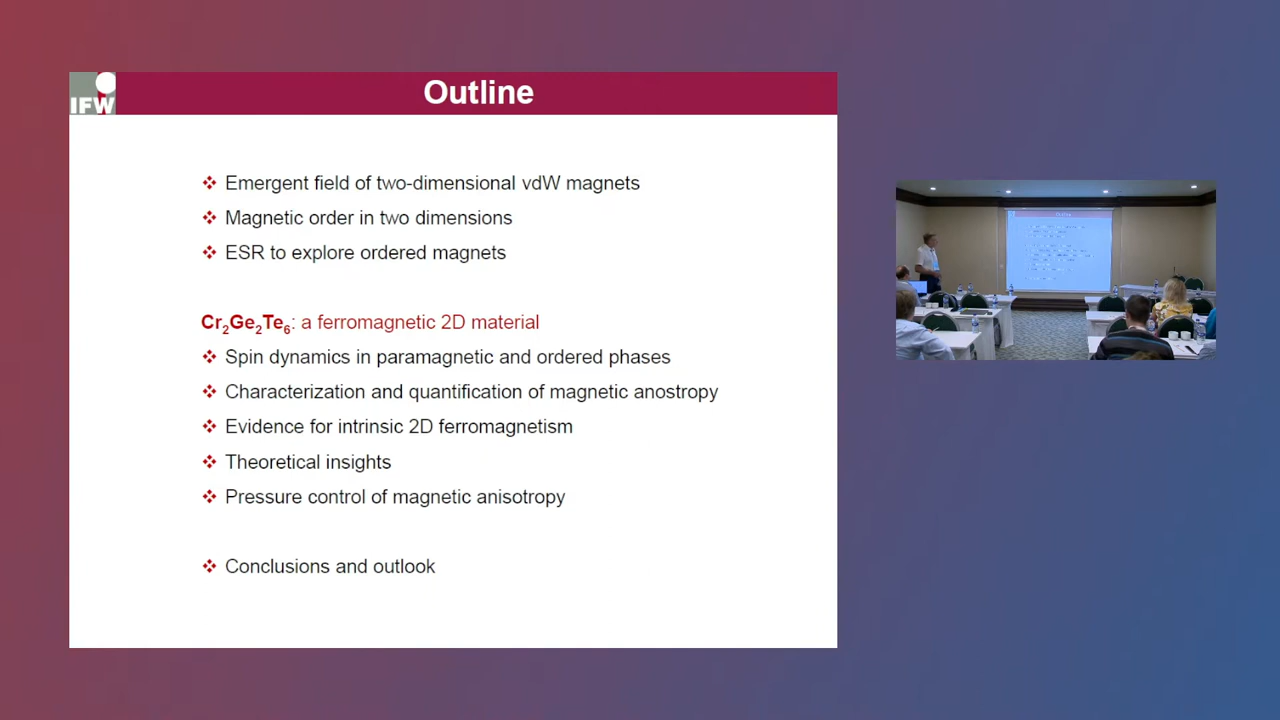 IFW
Outline
❖ Emergent field of two-dimensional vdW magnets
❖ Magnetic order in two dimensions
❖ ESR to explore ordered magnets
Cr₂Ge₂Te₆: a ferromagnetic 2D material
❖ Spin dynamics in paramagnetic and ordered phases
❖ Characterization and quantification of magnetic anostropy
❖ Evidence for intrinsic 2D ferromagnetism
❖ Theoretical insights
❖ Pressure control of magnetic anisotropy
❖ Conclusions and outlook
Outline